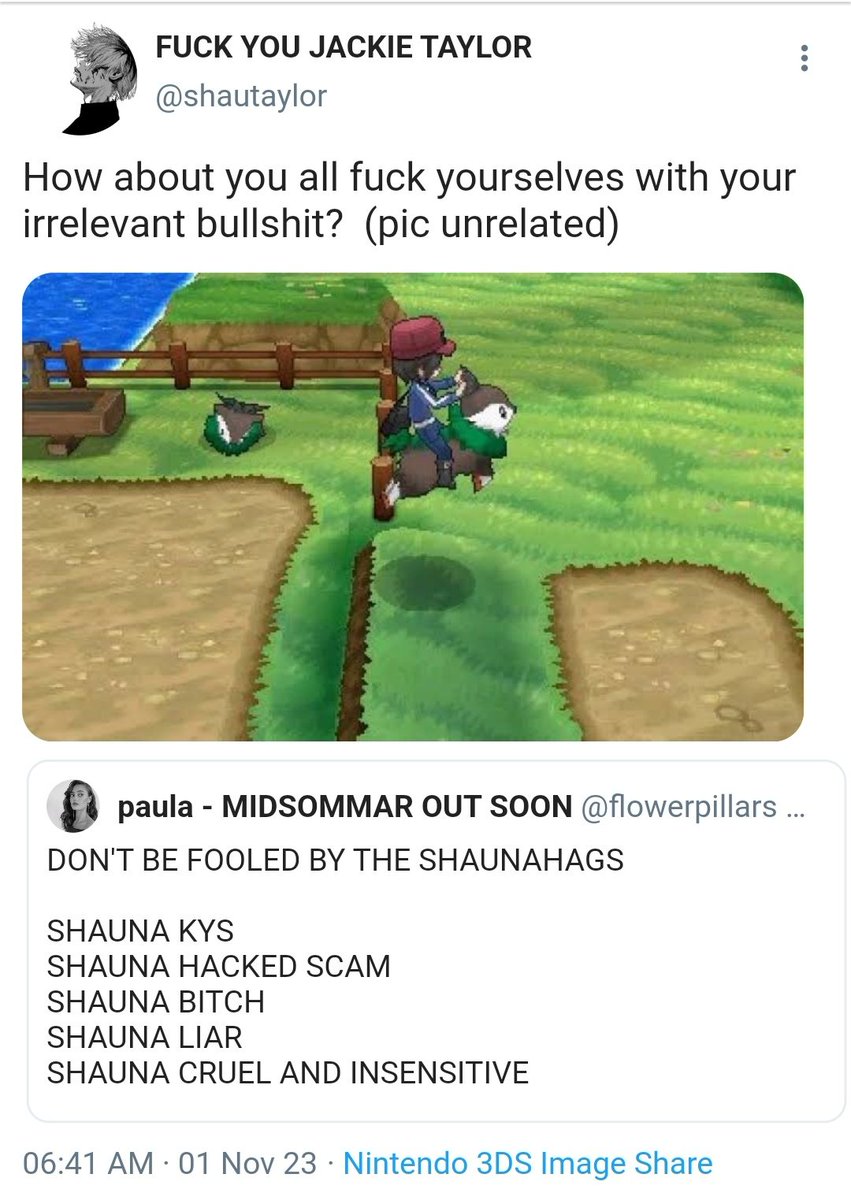 FUCK YOU JACKIE TAYLOR
@shautaylor
How about you all fuck yourselves with your
irrelevant bullshit?  (pic unrelated)
paula - MIDSOMMAR OUT SOON @flowerpillars ...
DON'T BE FOOLED BY THE SHAUNAHAGS
SHAUNA KYS
SHAUNA HACKED SCAM
SHAUNA BITCH
SHAUNA LIAR
SHAUNA CRUEL AND INSENSITIVE
06:41 AM · 01 Nov 23 · Nintendo 3DS Image Share